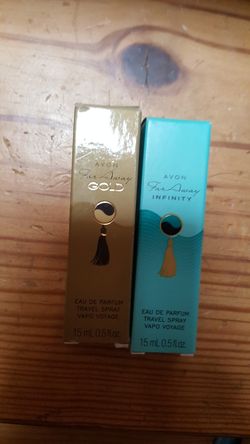 AVON
Far Away
GOLD
EAU DE PARFUM
TRAVEL SPRAY
VAPO VOYAGE
15 mL 0.5 fl.oz.
AVON
Far Away
INFINITY
EAU DE PARFUM
TRAVEL SPRAY
VAPO VOYAGE
15 mL 0.5 fl.oz.